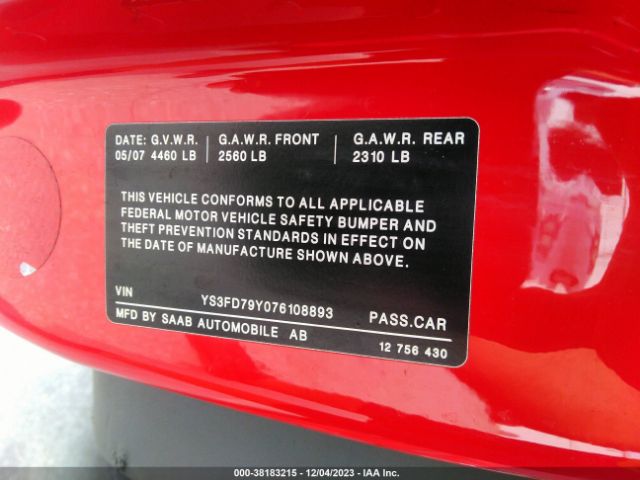 DATE: G.V.W.R. G.A.W.R. FRONT G.A.W.R. REAR
05/07 4460 LB 2560 LB 2310 LB
THIS VEHICLE CONFORMS TO ALL APPLICABLE
FEDERAL MOTOR VEHICLE SAFETY BUMPER AND
THEFT PREVENTION STANDARDS IN EFFECT ON
THE DATE OF MANUFACTURE SHOWN ABOVE.
VIN YS3FD79Y076108893 PASS.CAR
MFD BY SAAB AUTOMOBILE AB 12 756 430
000-38183215 - 12/04/2023 - IAA Inc.